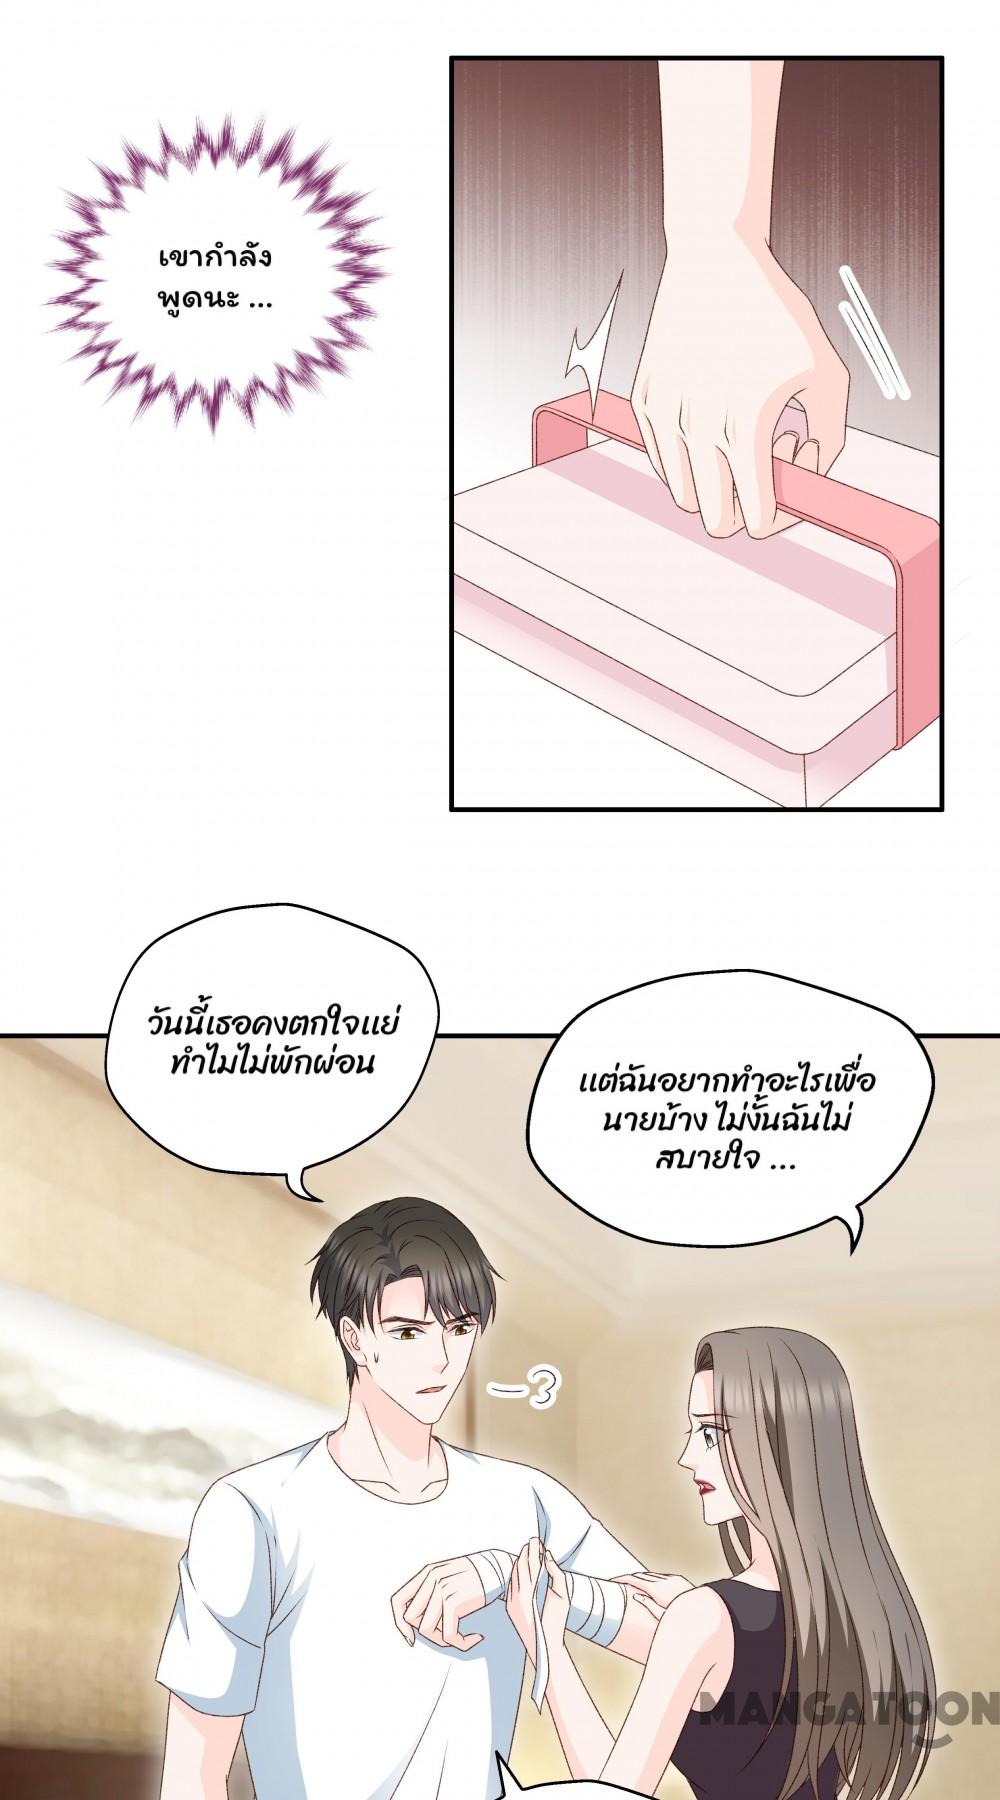 เขากำลัง
พูดนะ ...
วันนี้เธอคงตกใจแย่
ทำไมไม่พักผ่อน
แต่ฉันอยากทำอะไรเพื่อ
นายบ้าง ไม่งั้นฉันไม่
สบายใจ ...
MANGATOON